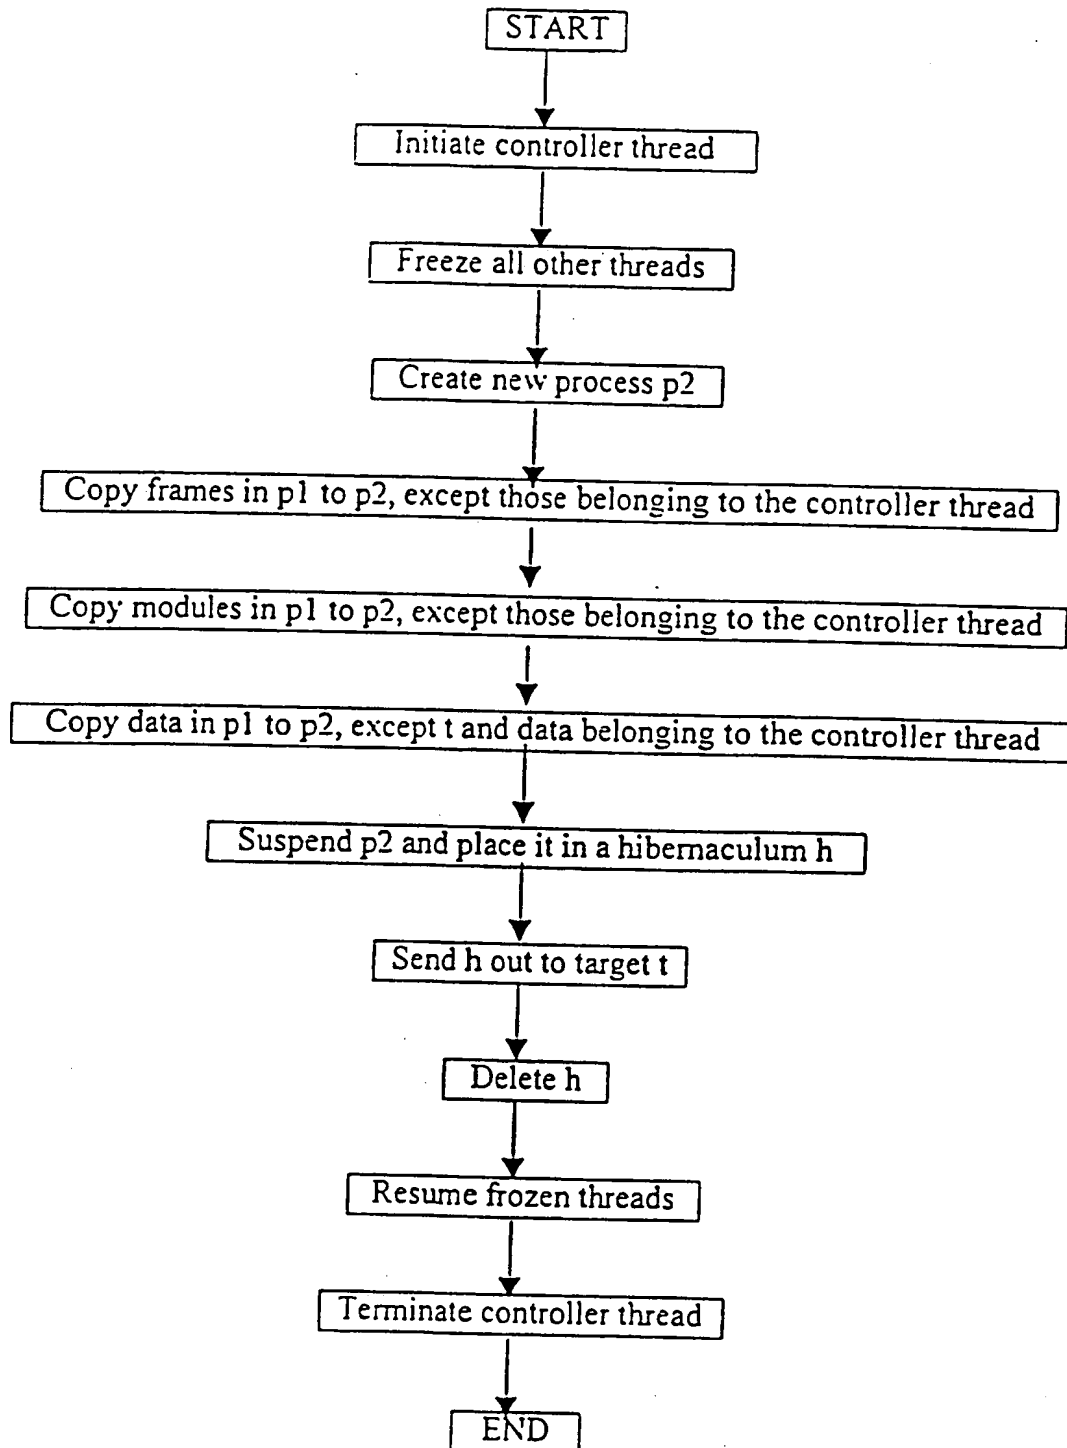 START
Initiate controller thread
Freeze all other threads
Create new process p2
Copy frames in p1 to p2, except those belonging to the controller thread
Copy modules in p1 to p2, except those belonging to the controller thread
Copy data in p1 to p2, except t and data belonging to the controller thread
Suspend p2 and place it in a hibernaculum h
Send h out to target t
Delete h
Resume frozen threads
Terminate controller thread
END